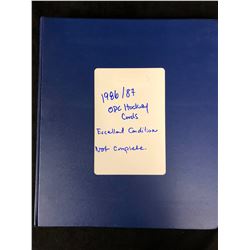 1986/87
OPC Hockey
Cards
Excellent Condition
Not Complete.